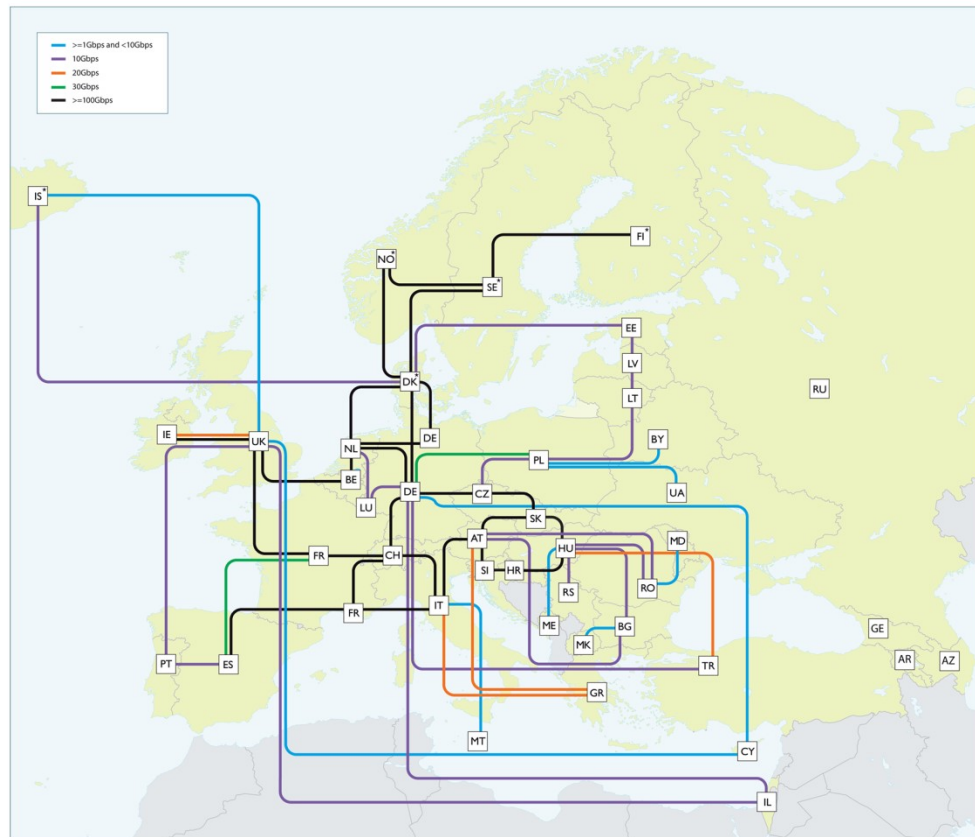 >=1Gbps and <10Gbps
10Gbps
20Gbps
30Gbps
>=100Gbps
IS*
FI*
NO*
SE*
EE
LV
DK*
RU
LT
IE
UK
DE
BY
NL
PL
BE
DE
CZ
UA
LU
SK
AT
HU
MD
FR
CH
SI
HR
RS
RO
FR
IT
ME
BG
GE
MK
PT
ES
TR
AR
AZ
GR
MT
CY
IL